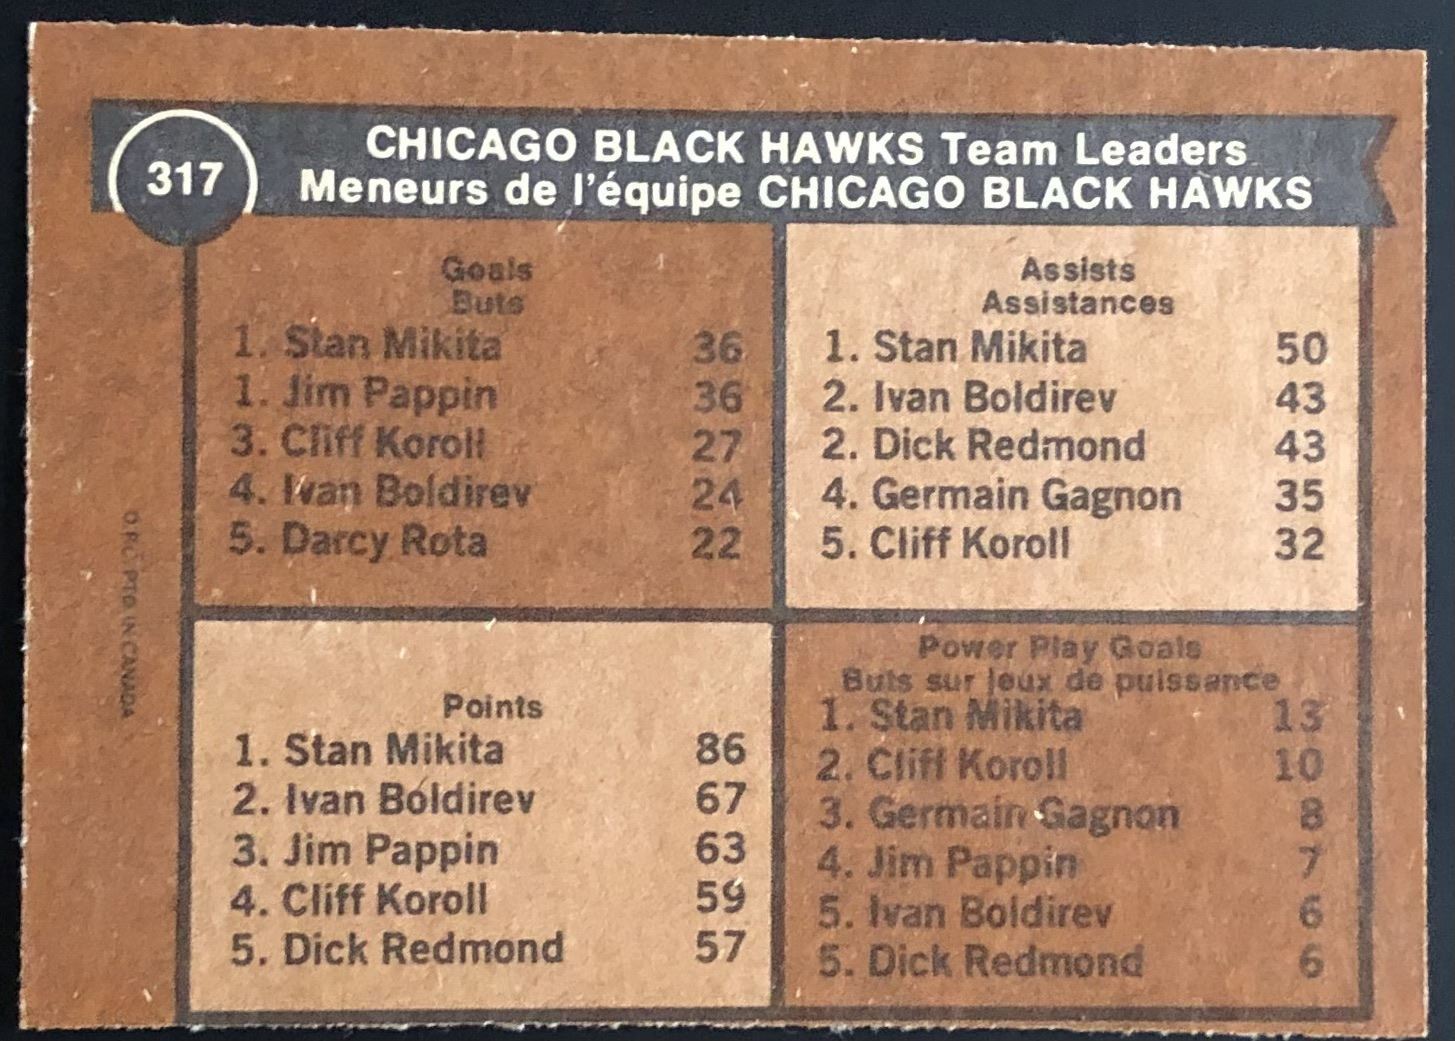 317
CHICAGO BLACK HAWKS Team Leaders
Meneurs de l'équipe CHICAGO BLACK HAWKS
Goals
Buts
1. Stan Mikita 36
1. Jim Pappin 36
3. Cliff Koroll 27
4. Ivan Boldirev 24
5. Darcy Rota 22
Assists
Assistances
1. Stan Mikita 50
2. Ivan Boldirev 43
2. Dick Redmond 43
4. Germain Gagnon 35
5. Cliff Koroll 32
Points
1. Stan Mikita 86
2. Ivan Boldirev 67
3. Jim Pappin 63
4. Cliff Koroll 59
5. Dick Redmond 57
Power Play Goals
Buts sur jeux de puissance
1. Stan Mikita 13
2. Cliff Koroll 10
3. Germain Gagnon 8
4. Jim Pappin 7
5. Ivan Boldirev 6
5. Dick Redmond 6
O.P.C. PTD. IN CANADA